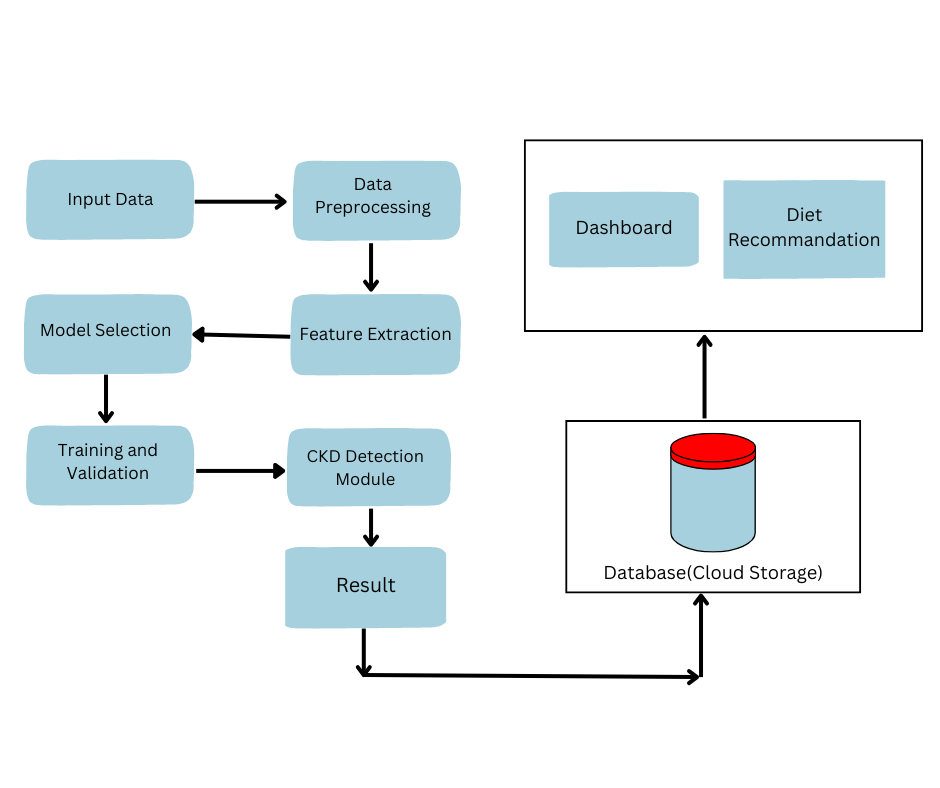 Input Data
Data
Preprocessing
Model Selection
Feature Extraction
Training and
Validation
CKD Detection
Module
Result
Dashboard
Diet
Recommandation
Database(Cloud Storage)